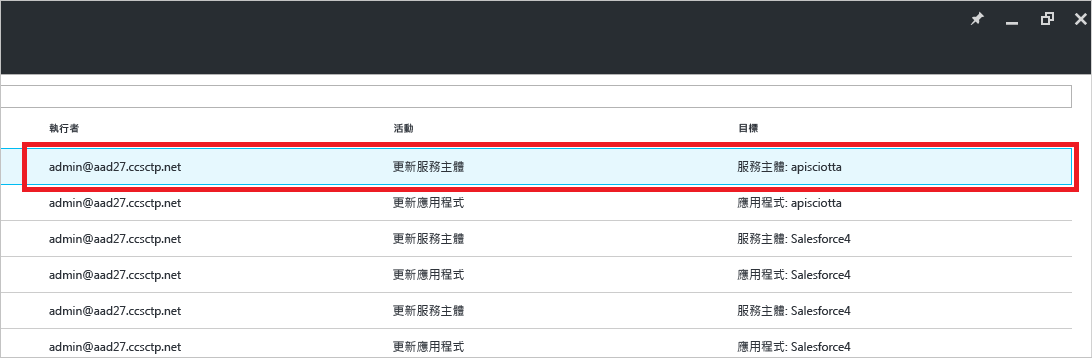 執行者 活動 目標
admin@aad27.ccsctp.net 更新服務主體 服務主體: apisciotta
admin@aad27.ccsctp.net 更新應用程式 應用程式: apisciotta
admin@aad27.ccsctp.net 更新服務主體 服務主體: Salesforce4
admin@aad27.ccsctp.net 更新應用程式 應用程式: Salesforce4
admin@aad27.ccsctp.net 更新服務主體 服務主體: Salesforce4
admin@aad27.ccsctp.net 更新應用程式 應用程式: Salesforce4